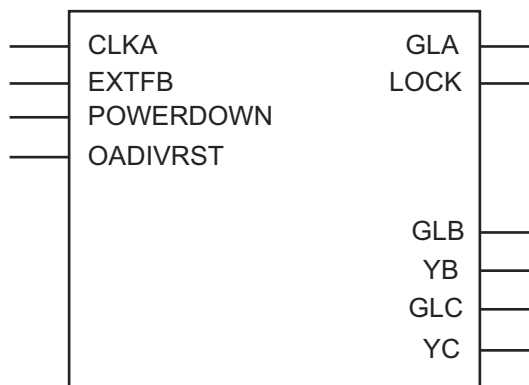 CLKA GLA
EXTFB LOCK
POWERDOWN
OADIVRST
GLB
YB
GLC
YC